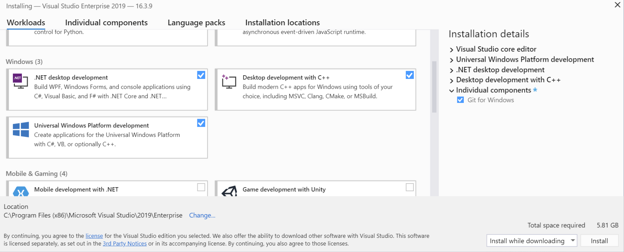 Installing — Visual Studio Enterprise 2019 — 16.3.9
Workloads Individual components Language packs Installation locations
control for Python.
asynchronous event-driven JavaScript runtime.
Windows (3)
.NET desktop development
Build WPF, Windows Forms, and console applications using
C#, Visual Basic, and F# with .NET Core and .NET...
Desktop development with C++
Build modern C++ apps for Windows using tools of your
choice, including MSVC, Clang, CMake, or MSBuild.
Universal Windows Platform development
Create applications for the Universal Windows Platform
with C#, VB, or optionally C++.
Mobile & Gaming (4)
Mobile development with .NET
Game development with Unity
Installation details
Visual Studio core editor
Universal Windows Platform development
.NET desktop development
Desktop development with C++
Individual components *
Git for Windows
Location
C:\Program Files (x86)\Microsoft Visual Studio\2019\Enterprise Change...
By continuing, you agree to the license for the Visual Studio edition you selected. We also offer the ability to download other software with Visual Studio. This software
is licensed separately, as set out in the 3rd Party Notices or in its accompanying license. By continuing, you also agree to those licenses.
Total space required 5.81 GB
Install while downloading Install